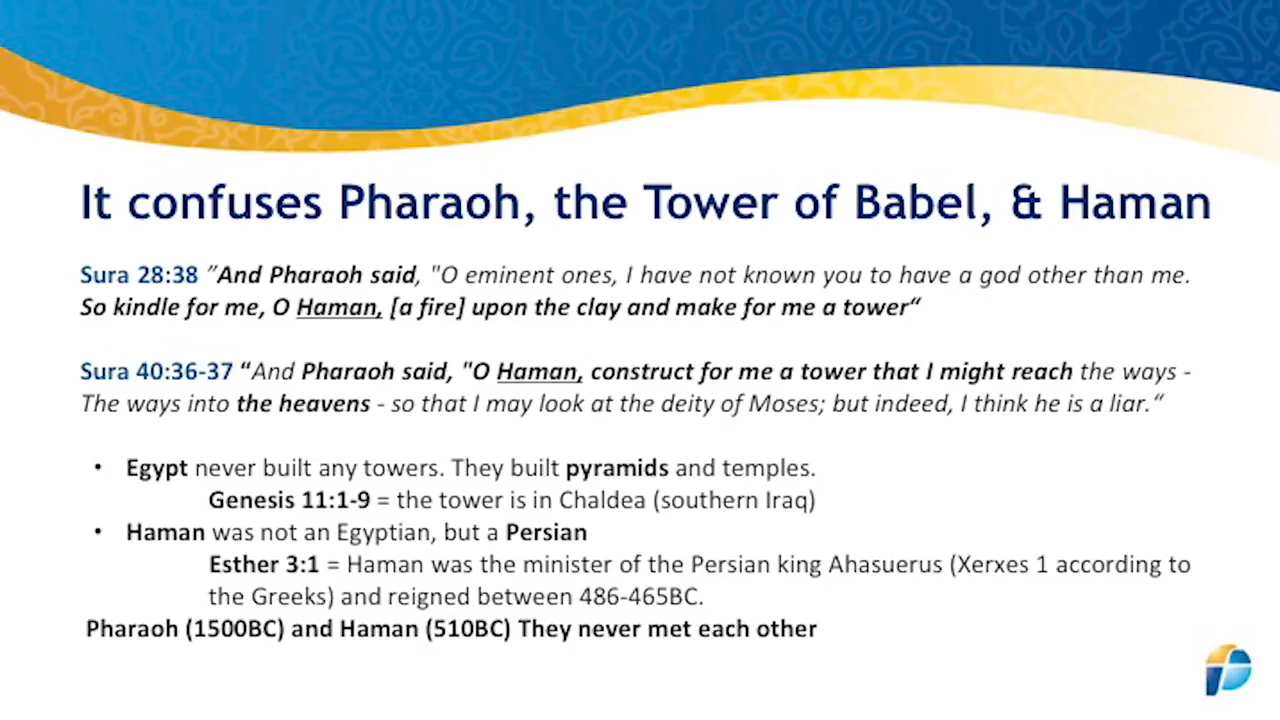 It confuses Pharaoh, the Tower of Babel, & Haman
Sura 28:38 ”And Pharaoh said, "O eminent ones, I have not known you to have a god other than me.
So kindle for me, O Haman, [a fire] upon the clay and make for me a tower“
Sura 40:36-37 “And Pharaoh said, "O Haman, construct for me a tower that I might reach the ways -
The ways into the heavens - so that I may look at the deity of Moses; but indeed, I think he is a liar.“
• Egypt never built any towers. They built pyramids and temples.
Genesis 11:1-9 = the tower is in Chaldea (southern Iraq)
• Haman was not an Egyptian, but a Persian
Esther 3:1 = Haman was the minister of the Persian king Ahasuerus (Xerxes 1 according to
the Greeks) and reigned between 486-465BC.
Pharaoh (1500BC) and Haman (510BC) They never met each other